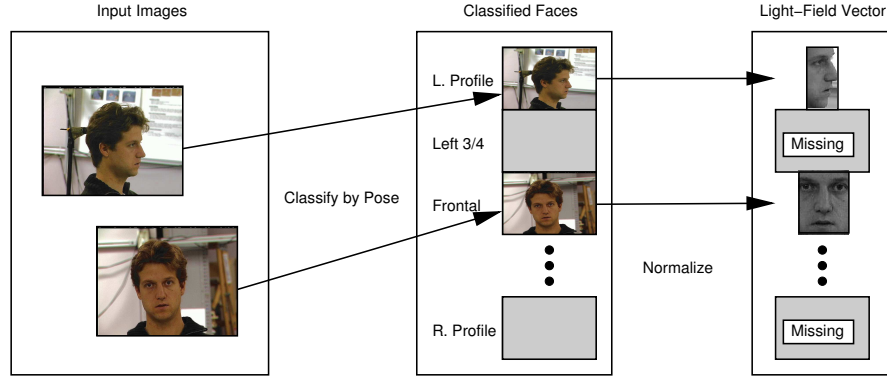 Input Images
Classified Faces
Light-Field Vector
L. Profile
Left 3/4
Missing
Classify by Pose
Frontal
Normalize
R. Profile
Missing